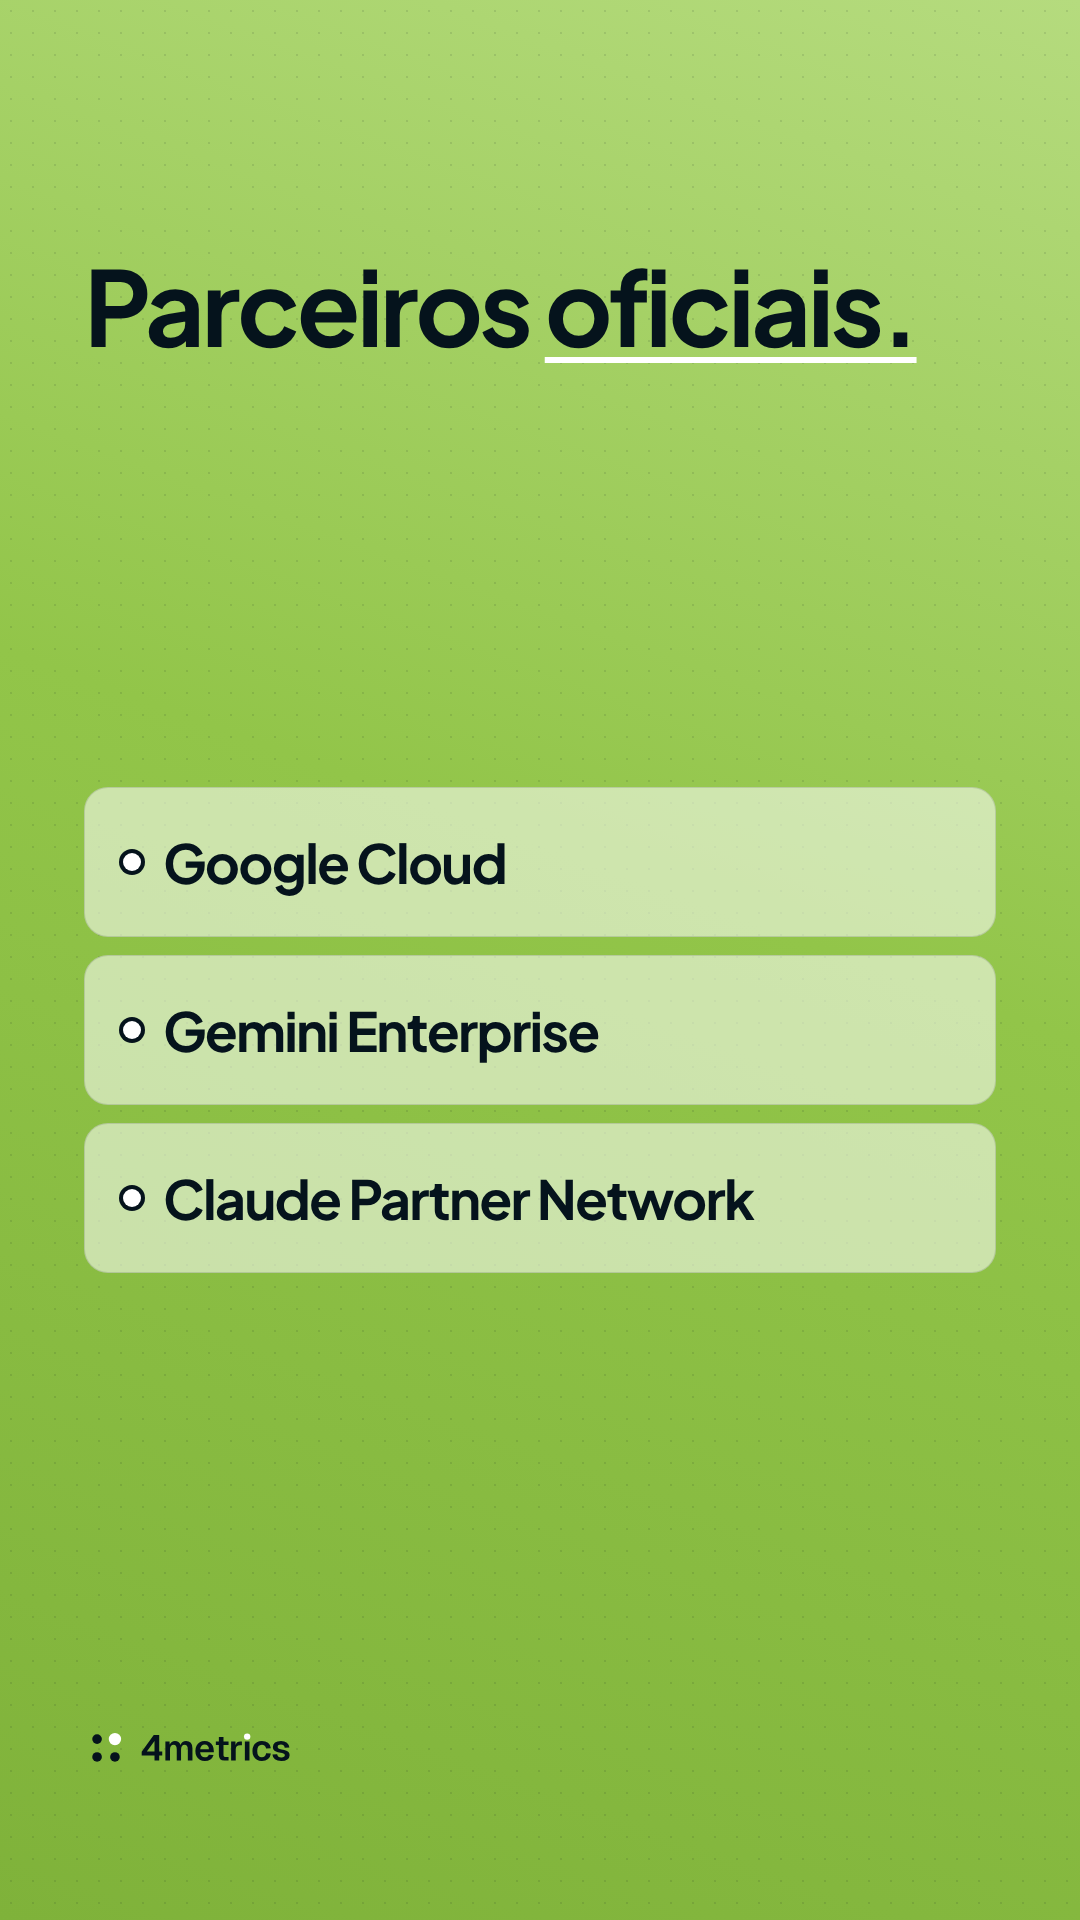 Parceiros oficiais.
Google Cloud
Gemini Enterprise
Claude Partner Network
4metrics